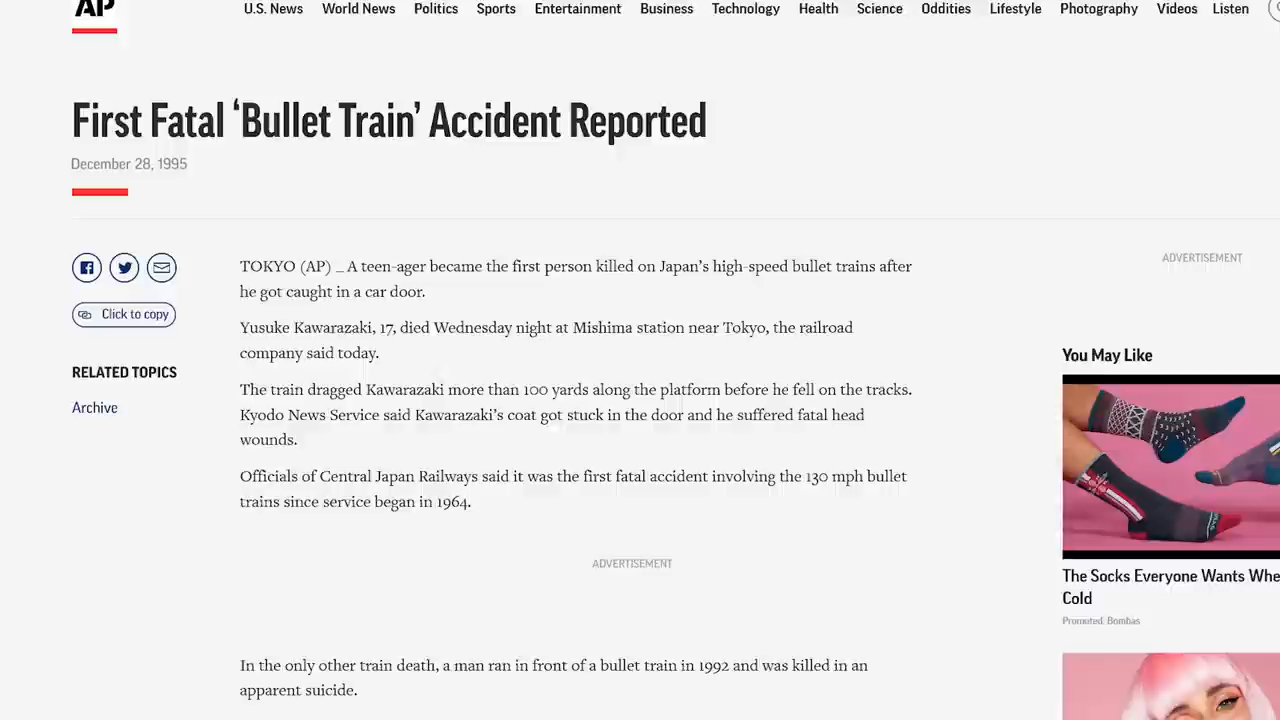 AP
U.S. News World News Politics Sports Entertainment Business Technology Health Science Oddities Lifestyle Photography Videos Listen
First Fatal ‘Bullet Train’ Accident Reported
December 28, 1995
Click to copy
RELATED TOPICS
Archive
TOKYO (AP) _ A teen-ager became the first person killed on Japan’s high-speed bullet trains after
he got caught in a car door.
Yusuke Kawarazaki, 17, died Wednesday night at Mishima station near Tokyo, the railroad
company said today.
The train dragged Kawarazaki more than 100 yards along the platform before he fell on the tracks.
Kyodo News Service said Kawarazaki’s coat got stuck in the door and he suffered fatal head
wounds.
Officials of Central Japan Railways said it was the first fatal accident involving the 130 mph bullet
trains since service began in 1964.
ADVERTISEMENT
In the only other train death, a man ran in front of a bullet train in 1992 and was killed in an
apparent suicide.
ADVERTISEMENT
You May Like
The Socks Everyone Wants Whe
Cold
Promoted: Bombas